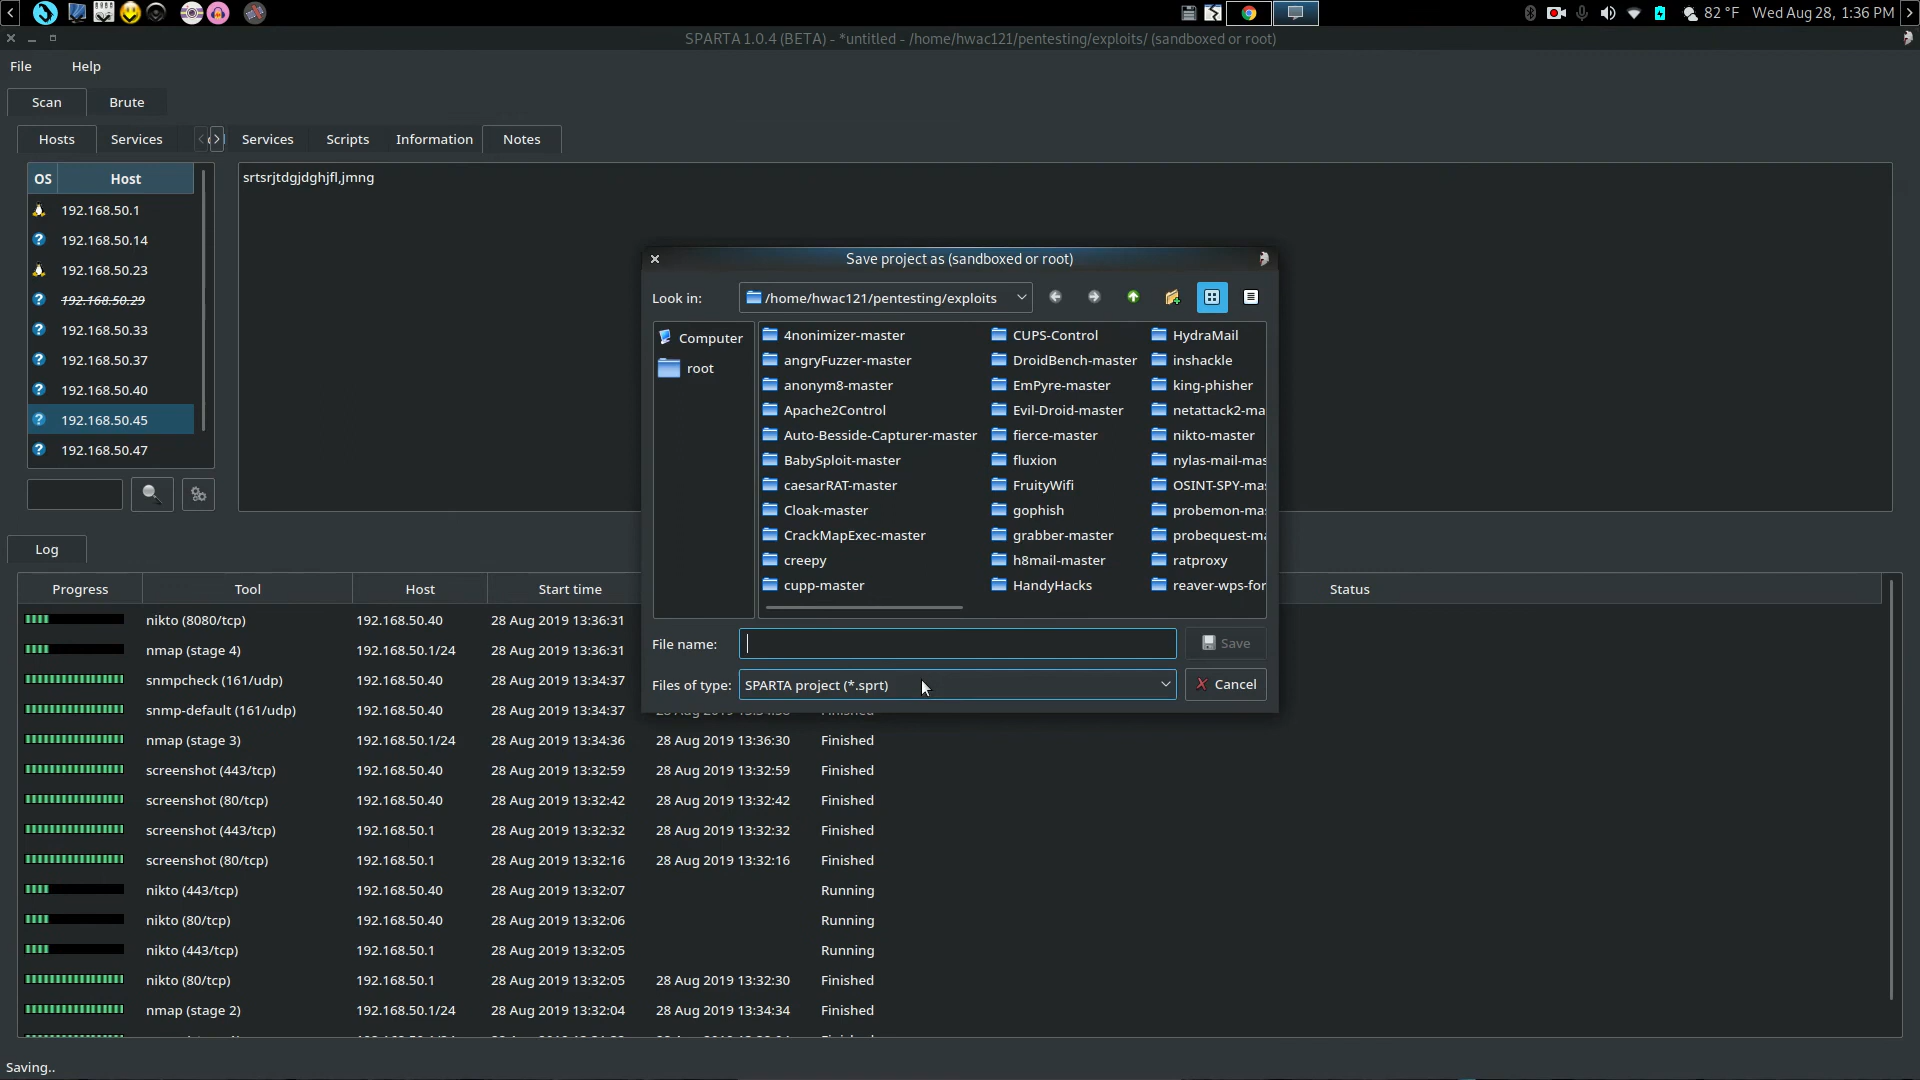 82 °F Wed Aug 28, 1:36 PM
SPARTA 1.0.4 (BETA) - *untitled - /home/hwac121/pentesting/exploits/ (sandboxed or root)
File Help
Scan Brute
Hosts Services Services Scripts Information Notes
OS Host
192.168.50.1
192.168.50.14
192.168.50.23
192.168.50.29
192.168.50.33
192.168.50.37
192.168.50.40
192.168.50.45
192.168.50.47
srtsrjtdgjdghjfl,jmng
Save project as (sandboxed or root)
Look in: /home/hwac121/pentesting/exploits
Computer
root
4nonimizer-master CUPS-Control HydraMail
angryFuzzer-master DroidBench-master inshackle
anonym8-master EmPyre-master king-phisher
Apache2Control Evil-Droid-master netattack2-ma
Auto-Besside-Capturer-master fierce-master nikto-master
BabySploit-master fluxion nylas-mail-mas
caesarRAT-master FruityWifi OSINT-SPY-ma
Cloak-master gophish probemon-mas
CrackMapExec-master grabber-master probequest-ma
creepy h8mail-master ratproxy
cupp-master HandyHacks reaver-wps-for
File name: Save
Files of type: SPARTA project (*.sprt) Cancel
Log
Progress Tool Host Start time Status
nikto (8080/tcp) 192.168.50.40 28 Aug 2019 13:36:31
nmap (stage 4) 192.168.50.1/24 28 Aug 2019 13:36:31
snmpcheck (161/udp) 192.168.50.1 28 Aug 2019 13:34:37
snmp-default (161/udp) 192.168.50.1 28 Aug 2019 13:34:37
nmap (stage 3) 192.168.50.1/24 28 Aug 2019 13:34:36 28 Aug 2019 13:36:30 Finished
screenshot (443/tcp) 192.168.50.40 28 Aug 2019 13:32:59 28 Aug 2019 13:32:59 Finished
screenshot (80/tcp) 192.168.50.40 28 Aug 2019 13:32:42 28 Aug 2019 13:32:42 Finished
screenshot (443/tcp) 192.168.50.1 28 Aug 2019 13:32:32 28 Aug 2019 13:32:32 Finished
screenshot (80/tcp) 192.168.50.1 28 Aug 2019 13:32:16 28 Aug 2019 13:32:16 Finished
nikto (443/tcp) 192.168.50.40 28 Aug 2019 13:32:07 Running
nikto (80/tcp) 192.168.50.40 28 Aug 2019 13:32:06 Running
nikto (443/tcp) 192.168.50.1 28 Aug 2019 13:32:05 Running
nikto (80/tcp) 192.168.50.1 28 Aug 2019 13:32:05 28 Aug 2019 13:32:30 Finished
nmap (stage 2) 192.168.50.1/24 28 Aug 2019 13:32:04 28 Aug 2019 13:34:34 Finished
Saving..